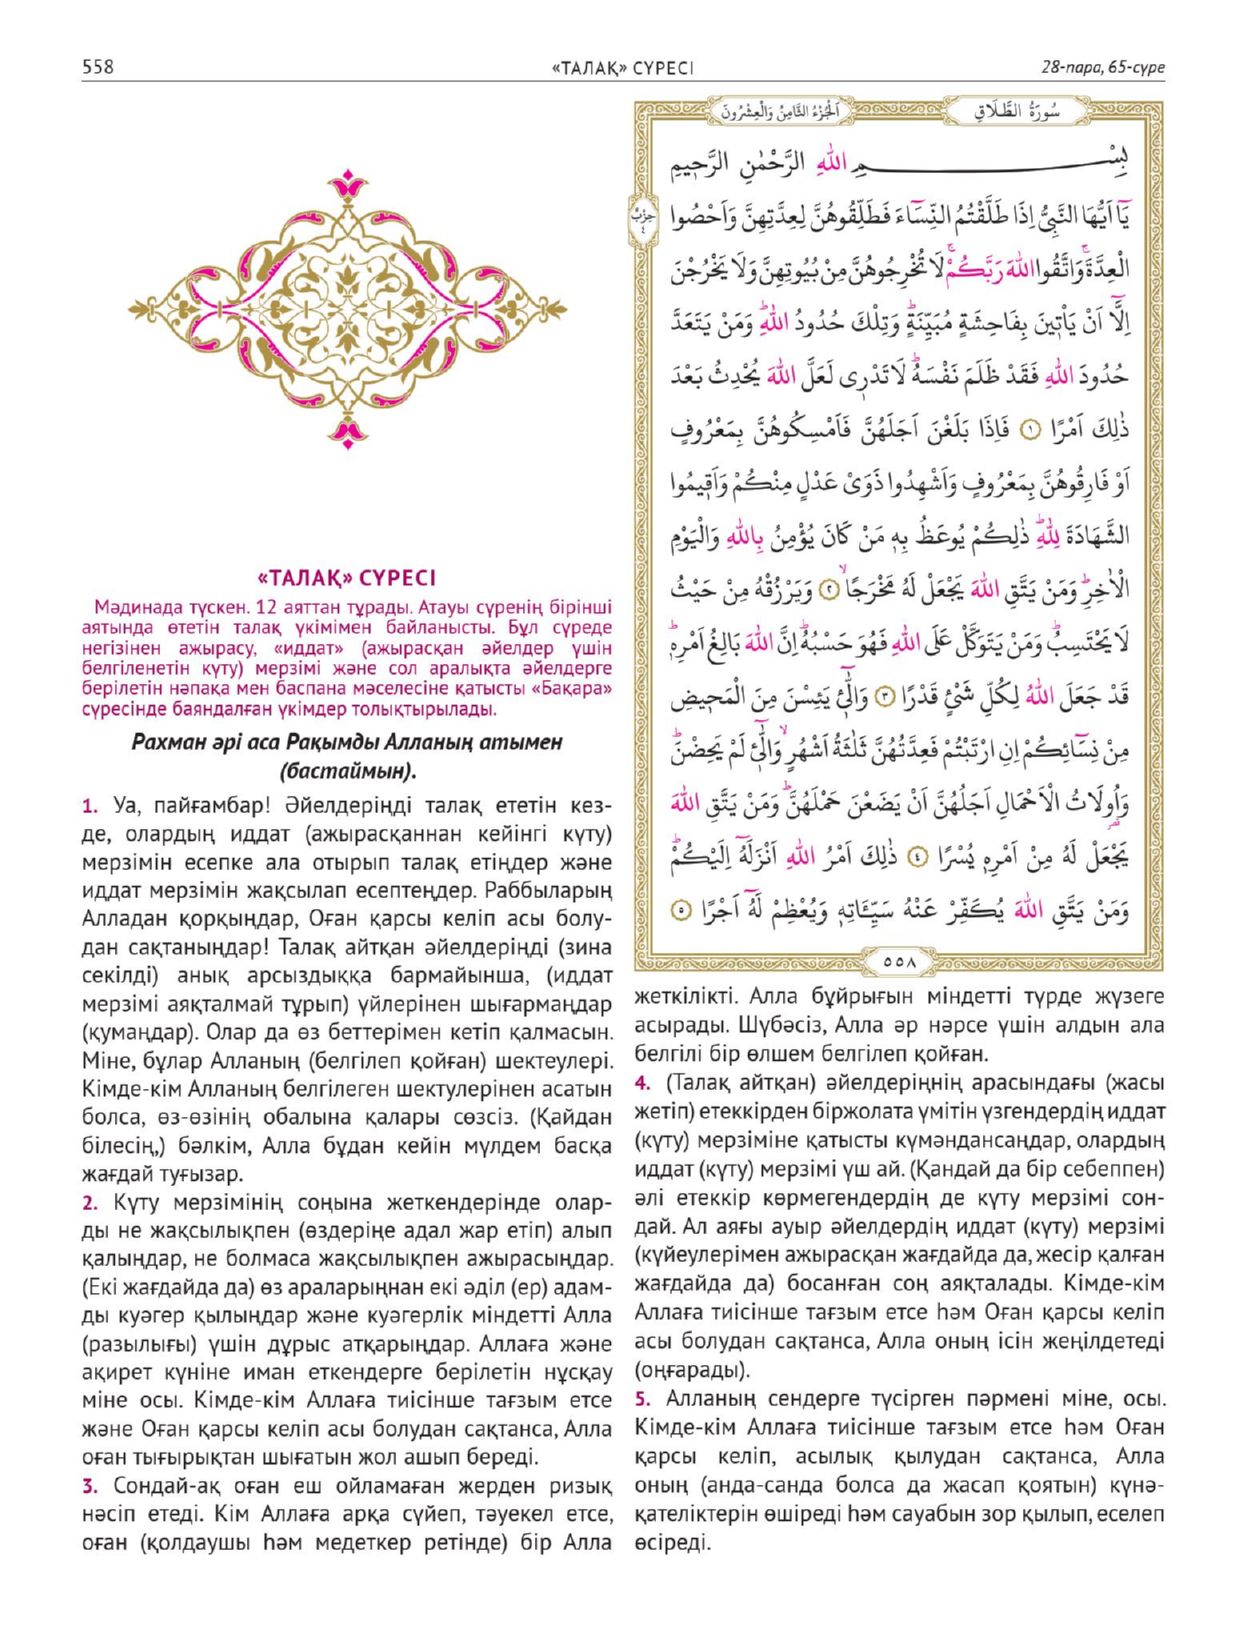 558
«ТАЛАҚ» СҮРЕСІ
28-пара, 65-сүре
«ТАЛАҚ» СҮРЕСІ
Мәдинада түскен. 12 аяттан тұрады. Атауы сүренің бірінші
аятында өтетін талақ үкімімен байланысты. Бұл сүреде
негізінен ажырасу, «иддат» (ажырасқан әйелдер үшін
белгіленетін күту) мерзімі және сол аралықта әйелдерге
берілетін нәпақа мен баспана мәселесіне қатысты «Бақара»
сүресінде баяндалған үкімдер толықтырылады.
Рахман әрі аса Рақымды Алланың атымен
(бастаймын).
1. Уа, пайғамбар! Әйелдеріңді талақ ететін кез-
де, олардың иддат (ажырасқаннан кейінгі күту)
мерзімін есепке ала отырып талақ етіңдер және
иддат мерзімін жақсылап есептеңдер. Раббыларың
Алладан қорқыңдар, Оған қарсы келіп асы болу-
дан сақтаныңдар! Талақ айтқан әйелдеріңді (зина
секілді) анық арсыздыққа бармайынша, (иддат
мерзімі аяқталмай тұрып) үйлерінен шығармаңдар
(қумаңдар). Олар да өз беттерімен кетіп қалмасын.
Міне, бұлар Алланың (белгілеп қойған) шектеулері.
Кімде-кім Алланың белгілеген шектулерінен асатын
болса, өз-өзінің обалына қалары сөзсіз. (Қайдан
білесің,) бәлкім, Алла бұдан кейін мүлдем басқа
жағдай туғызар.
2. Күту мерзімінің соңына жеткендерінде олар-
ды не жақсылықпен (өздеріңе адал жар етіп) алып
қалыңдар, не болмаса жақсылықпен ажырасыңдар.
(Екі жағдайда да) өз араларыңнан екі әділ (ер) адам-
ды куәгер қылыңдар және куәгерлік міндетті Алла
(разылығы) үшін дұрыс атқарыңдар. Аллаға және
ақирет күніне иман еткендерге берілетін нұсқау
міне осы. Кімде-кім Аллаға тиісінше тағзым етсе
және Оған қарсы келіп асы болудан сақтанса, Алла
оған тығырықтан шығатын жол ашып береді.
3. Сондай-ақ оған еш ойламаған жерден ризық
нәсіп етеді. Кім Аллаға арқа сүйеп, тәуекел етсе,
оған (қолдаушы һәм медеткер ретінде) бір Алла
سُورَةُ الطَّلَاقِ
اَلْجُزْءُ الثَّامِنُ وَالْعِشْرُونَ
حِزْبٌ
٤
بِسْمِ اللّٰهِ الرَّحْمٰنِ الرَّحٖيمِ
يَٓا اَيُّهَا النَّبِيُّ اِذَا طَلَّقْتُمُ النِّسَٓاءَ فَطَلِّقُوهُنَّ لِعِدَّتِهِنَّ وَاَحْصُوا
الْعِدَّةَۚ وَاتَّقُوا اللّٰهَ رَبَّكُمْۚ لَا تُخْرِجُوهُنَّ مِنْ بُيُوتِهِنَّ وَلَا يَخْرُجْنَ
اِلَّٓا اَنْ يَأْتٖينَ بِفَاحِشَةٍ مُبَيِّنَةٍۜ وَتِلْكَ حُدُودُ اللّٰهِۜ وَمَنْ يَتَعَدَّ
حُدُودَ اللّٰهِ فَقَدْ ظَلَمَ نَفْسَهُۜ لَا تَدْرٖى لَعَلَّ اللّٰهَ يُحْدِثُ بَعْدَ
ذٰلِكَ اَمْرًا ١ فَاِذَا بَلَغْنَ اَجَلَهُنَّ فَاَمْسِكُوهُنَّ بِمَعْرُوفٍ
اَوْ فَارِقُوهُنَّ بِمَعْرُوفٍ وَاَشْهِدُوا ذَوَىْ عَدْلٍ مِنْكُمْ وَاَقٖيمُوا
الشَّهَادَةَ لِلّٰهِۜ ذٰلِكُمْ يُوعَظُ بِهٖ مَنْ كَانَ يُؤْمِنُ بِاللّٰهِ وَالْيَوْمِ
الْاٰخِرِۜ وَمَنْ يَتَّقِ اللّٰهَ يَجْعَلْ لَهُ مَخْرَجًاۙ ٢ وَيَرْزُقْهُ مِنْ حَيْثُ
لَا يَحْتَسِبُۜ وَمَنْ يَتَوَكَّلْ عَلَى اللّٰهِ فَهُوَ حَسْبُهُۜ اِنَّ اللّٰهَ بَالِغُ اَمْرِهٖۜ
قَدْ جَعَلَ اللّٰهُ لِكُلِّ شَىْءٍ قَدْرًا ٣ وَالّٰٓئٖ يَئِسْنَ مِنَ الْمَحٖيضِ
مِنْ نِسَٓائِكُمْ اِنِ ارْتَبْتُمْ فَعِدَّتُهُنَّ ثَلٰثَةُ اَشْهُرٍۙ وَالّٰٓئٖ لَمْ يَحِضْنَۜ
وَاُولَاتُ الْاَحْمَالِ اَجَلُهُنَّ اَنْ يَضَعْنَ حَمْلَهُنَّۜ وَمَنْ يَتَّقِ اللّٰهَ
يَجْعَلْ لَهُ مِنْ اَمْرِهٖ يُسْرًا ٤ ذٰلِكَ اَمْرُ اللّٰهِ اَنْزَلَهُٓ اِلَيْكُمْۜ
وَمَنْ يَتَّقِ اللّٰهَ يُكَفِّرْ عَنْهُ سَيِّـَٔاتِهٖ وَيُعْظِمْ لَهُٓ اَجْرًا ٥
٥٥٨
жеткілікті. Алла бұйрығын міндетті түрде жүзеге
асырады. Шүбәсіз, Алла әр нәрсе үшін алдын ала
белгілі бір өлшем белгілеп қойған.
4. (Талақ айтқан) әйелдеріңнің арасындағы (жасы
жетіп) етеккірден біржолата үмітін үзгендердің иддат
(күту) мерзіміне қатысты күмәндансаңдар, олардың
иддат (күту) мерзімі үш ай. (Қандай да бір себеппен)
әлі етеккір көрмегендердің де күту мерзімі сон-
дай. Ал аяғы ауыр әйелдердің иддат (күту) мерзімі
(күйеулерімен ажырасқан жағдайда да, жесір қалған
жағдайда да) босанған соң аяқталады. Кімде-кім
Аллаға тиісінше тағзым етсе һәм Оған қарсы келіп
асы болудан сақтанса, Алла оның ісін жеңілдетеді
(оңғарады).
5. Алланың сендерге түсірген пәрмені міне, осы.
Кімде-кім Аллаға тиісінше тағзым етсе һәм Оған
қарсы келіп, асылық қылудан сақтанса, Алла
оның (анда-санда болса да жасап қоятын) күнә-
қателіктерін өшіреді һәм сауабын зор қылып, еселеп
өсіреді.